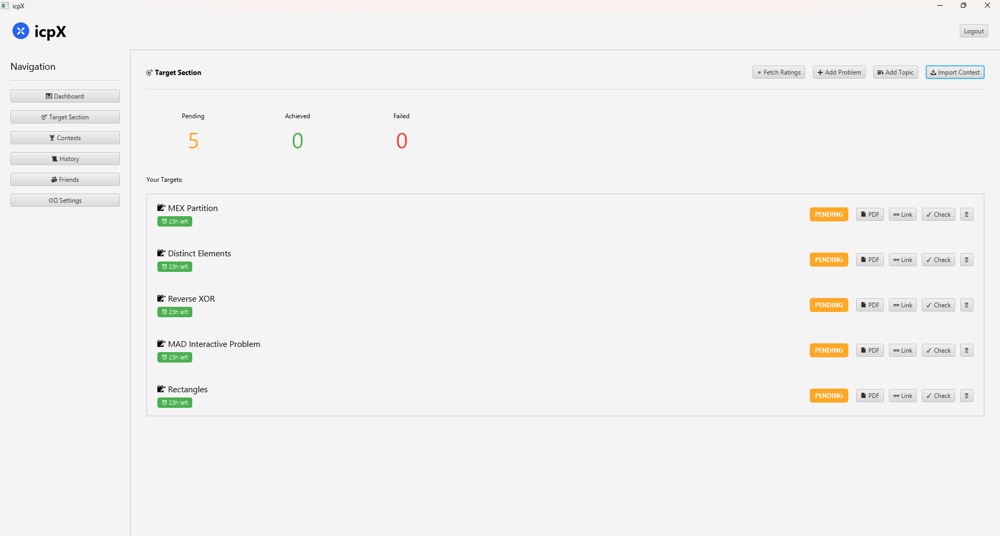 icpX
icpX
Logout
Navigation
Dashboard
Target Section
Contests
History
Friends
Settings
Target Section
Fetch Ratings
Add Problem
Add Topic
Import Contest
Pending
Achieved
Failed
5
0
0
Your Targets:
MEX Partition
23h left
PENDING
PDF
Link
✓ Check
Distinct Elements
23h left
PENDING
PDF
Link
✓ Check
Reverse XOR
23h left
PENDING
PDF
Link
✓ Check
MAD Interactive Problem
23h left
PENDING
PDF
Link
✓ Check
Rectangles
23h left
PENDING
PDF
Link
✓ Check